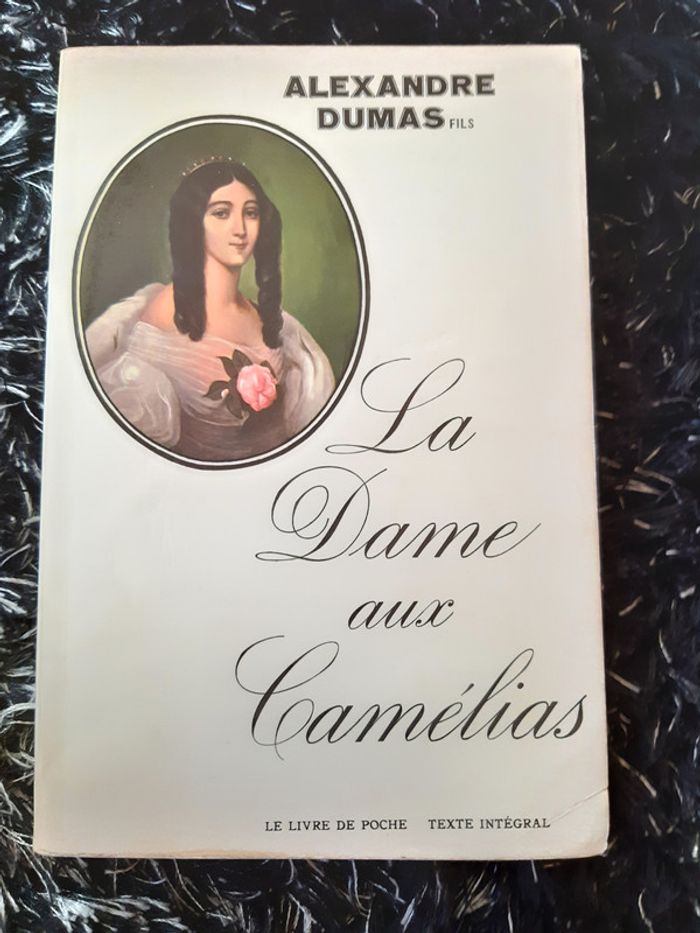 ALEXANDRE
DUMAS FILS
La
Dame
aux
Camélias
LE LIVRE DE POCHE TEXTE INTÉGRAL